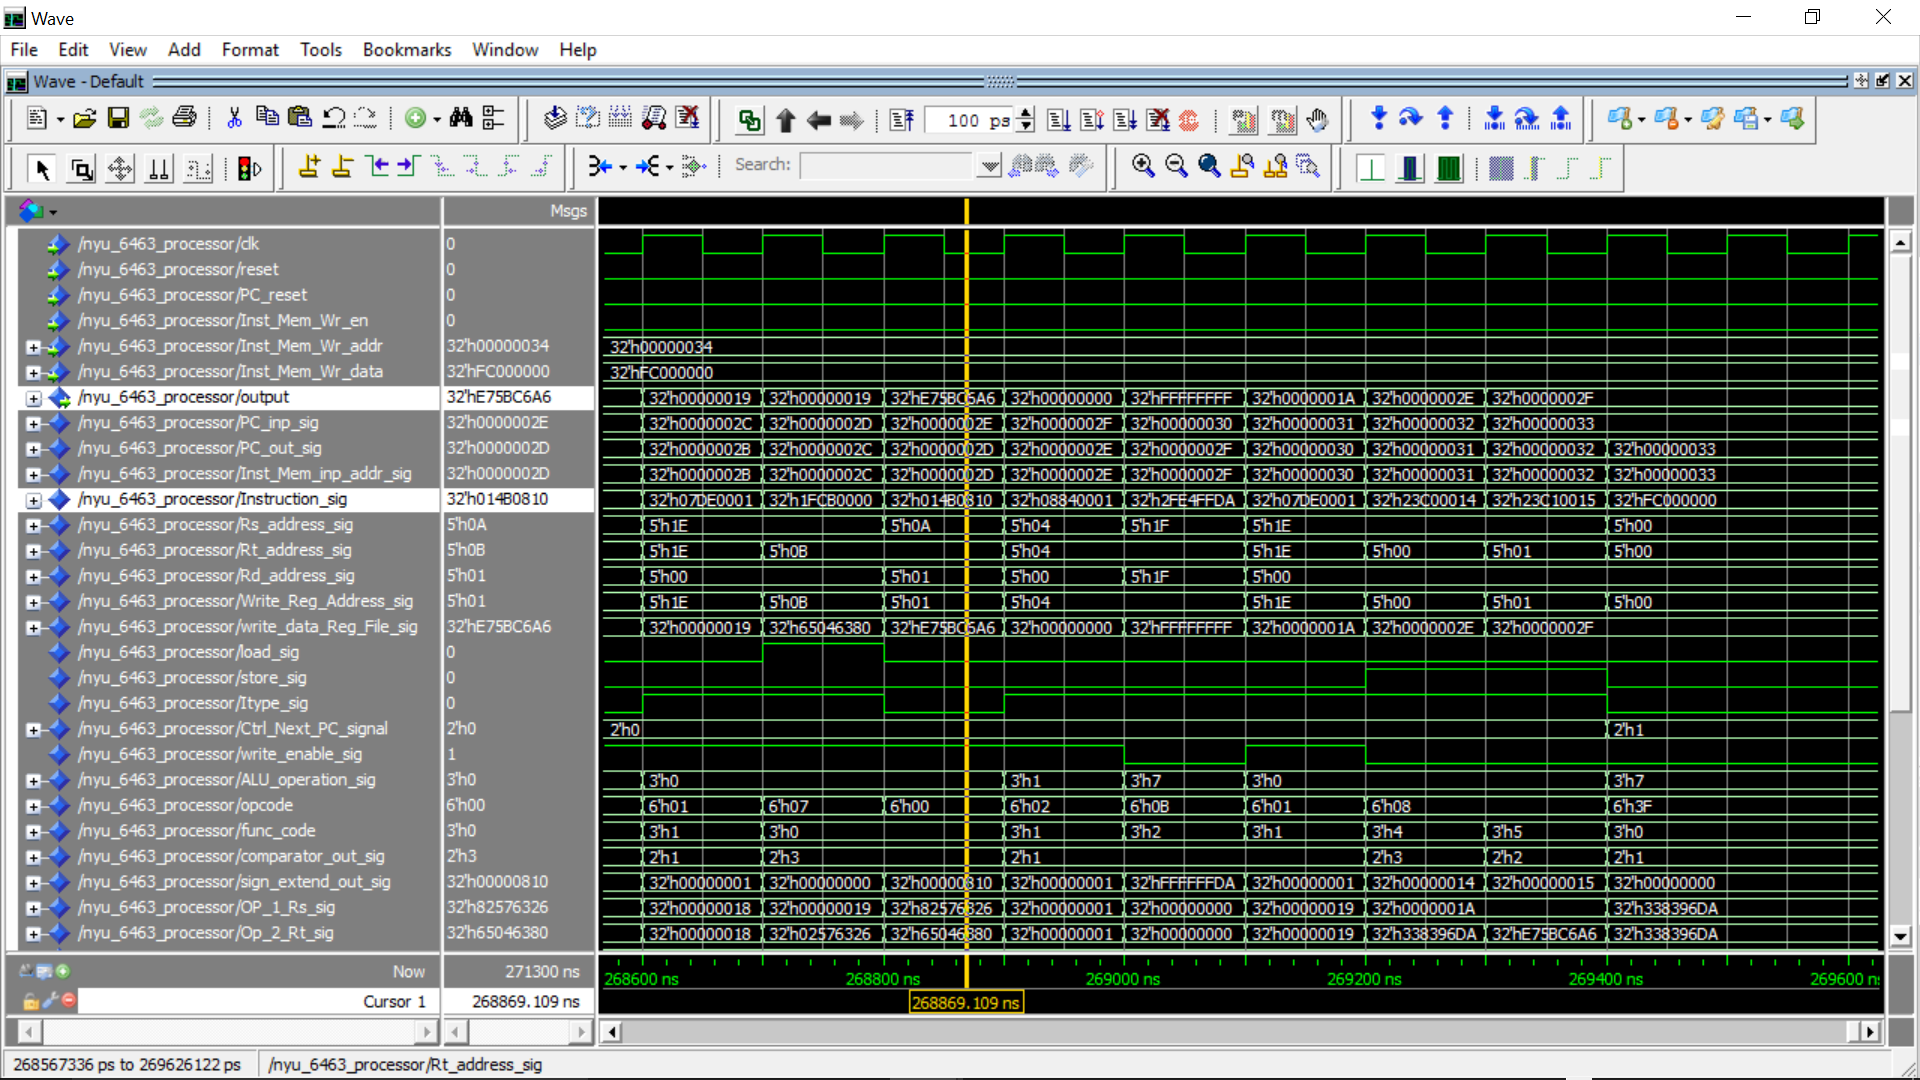 Wave
File Edit View Add Format Tools Bookmarks Window Help
Wave - Default
100 ps
Search:
Msgs
/nyu_6463_processor/clk 0
/nyu_6463_processor/reset 0
/nyu_6463_processor/PC_reset 0
/nyu_6463_processor/Inst_Mem_Wr_en 0
/nyu_6463_processor/Inst_Mem_Wr_addr 32'h00000034 32'h00000034
/nyu_6463_processor/Inst_Mem_Wr_data 32'hFC000000 32'hFC000000
/nyu_6463_processor/output 32'hE75BC6A6 32'h00000019 32'h00000019 32'hE75BC6A6 32'h00000000 32'hFFFFFFFF 32'h0000001A 32'h0000002E 32'h0000002F
/nyu_6463_processor/PC_inp_sig 32'h0000002E 32'h0000002C 32'h0000002D 32'h0000002E 32'h0000002F 32'h00000030 32'h00000031 32'h00000032 32'h00000033
/nyu_6463_processor/PC_out_sig 32'h0000002D 32'h0000002B 32'h0000002C 32'h0000002D 32'h0000002E 32'h0000002F 32'h00000030 32'h00000031 32'h00000032 32'h00000033
/nyu_6463_processor/Inst_Mem_inp_addr_sig 32'h0000002D 32'h0000002B 32'h0000002C 32'h0000002D 32'h0000002E 32'h0000002F 32'h00000030 32'h00000031 32'h00000032 32'h00000033
/nyu_6463_processor/Instruction_sig 32'h014B0810 32'h07DE0001 32'h1FCB0000 32'h014B0810 32'h08840001 32'h2FE4FFDA 32'h07DE0001 32'h23C00014 32'h23C10015 32'hFC000000
/nyu_6463_processor/Rs_address_sig 5'h0A 5'h1E 5'h0A 5'h04 5'h1F 5'h1E 5'h00
/nyu_6463_processor/Rt_address_sig 5'h0B 5'h1E 5'h0B 5'h04 5'h1E 5'h00 5'h01 5'h00
/nyu_6463_processor/Rd_address_sig 5'h01 5'h00 5'h01 5'h00 5'h1F 5'h00
/nyu_6463_processor/Write_Reg_Address_sig 5'h01 5'h1E 5'h0B 5'h01 5'h04 5'h1E 5'h00 5'h01 5'h00
/nyu_6463_processor/write_data_Reg_File_sig 32'hE75BC6A6 32'h00000019 32'h65046380 32'hE75BC6A6 32'h00000000 32'hFFFFFFFF 32'h0000001A 32'h0000002E 32'h0000002F
/nyu_6463_processor/load_sig 0
/nyu_6463_processor/store_sig 0
/nyu_6463_processor/Itype_sig 0
/nyu_6463_processor/Ctrl_Next_PC_signal 2'h0 2'h0 2'h1
/nyu_6463_processor/write_enable_sig 1
/nyu_6463_processor/ALU_operation_sig 3'h0 3'h0 3'h1 3'h7 3'h0 3'h7
/nyu_6463_processor/opcode 6'h00 6'h01 6'h07 6'h00 6'h02 6'h0B 6'h01 6'h08 6'h3F
/nyu_6463_processor/func_code 3'h0 3'h1 3'h0 3'h1 3'h2 3'h1 3'h4 3'h5 3'h0
/nyu_6463_processor/comparator_out_sig 2'h3 2'h1 2'h3 2'h1 2'h3 2'h2 2'h1
/nyu_6463_processor/sign_extend_out_sig 32'h00000810 32'h00000001 32'h00000000 32'h00000810 32'h00000001 32'hFFFFFFDA 32'h00000001 32'h00000014 32'h00000015 32'h00000000
/nyu_6463_processor/OP_1_Rs_sig 32'h82576326 32'h00000018 32'h00000019 32'h82576326 32'h00000001 32'h00000000 32'h00000019 32'h0000001A 32'h338396DA
/nyu_6463_processor/Op_2_Rt_sig 32'h65046380 32'h00000018 32'h02576326 32'h65046380 32'h00000001 32'h00000000 32'h00000019 32'h338396DA 32'hE75BC6A6 32'h338396DA
Now 271300 ns 268600 ns 268800 ns 269000 ns 269200 ns 269400 ns 269600 n
Cursor 1 268869.109 ns 268869.109 ns
268567336 ps to 269626122 ps /nyu_6463_processor/Rt_address_sig